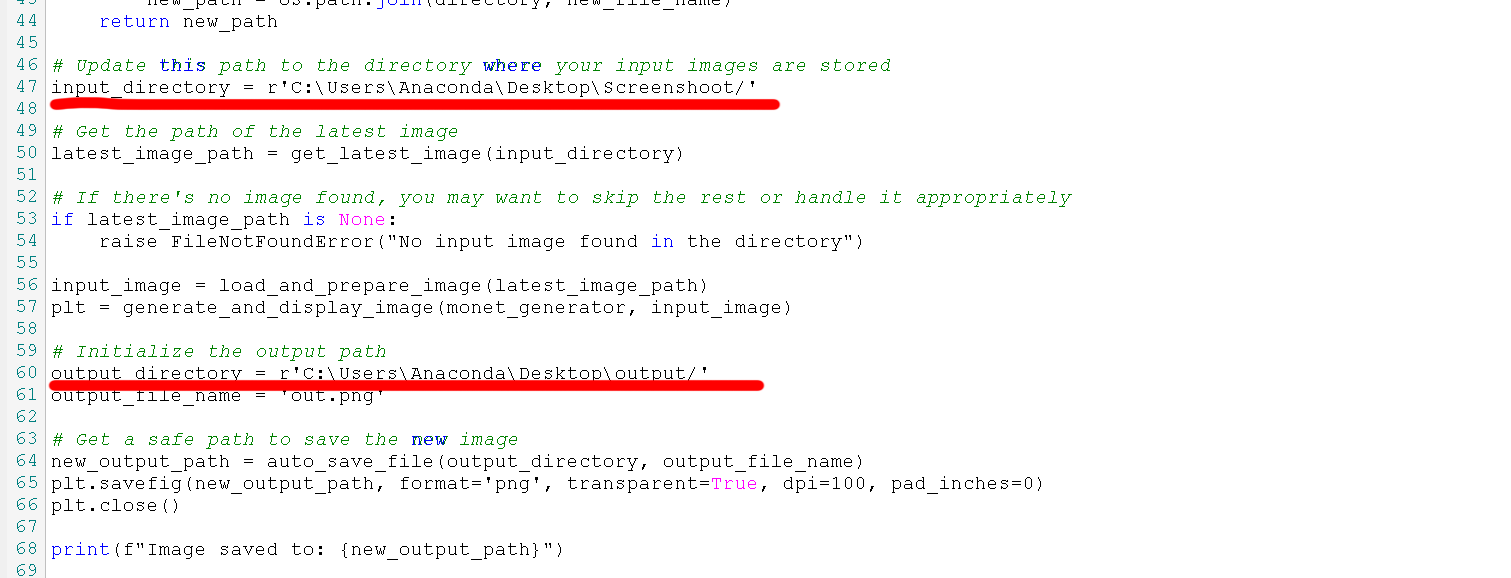 43 new_path = os.path.join(directory, new_file_name)
44 return new_path
45
46 # Update this path to the directory where your input images are stored
47 input_directory = r'C:\Users\Anaconda\Desktop\Screenshoot/'
48
49 # Get the path of the latest image
50 latest_image_path = get_latest_image(input_directory)
51
52 # If there's no image found, you may want to skip the rest or handle it appropriately
53 if latest_image_path is None:
54 raise FileNotFoundError("No input image found in the directory")
55
56 input_image = load_and_prepare_image(latest_image_path)
57 plt = generate_and_display_image(monet_generator, input_image)
58
59 # Initialize the output path
60 output_directory = r'C:\Users\Anaconda\Desktop\output/'
61 output_file_name = 'out.png'
62
63 # Get a safe path to save the new image
64 new_output_path = auto_save_file(output_directory, output_file_name)
65 plt.savefig(new_output_path, format='png', transparent=True, dpi=100, pad_inches=0)
66 plt.close()
67
68 print(f"Image saved to: {new_output_path}")
69